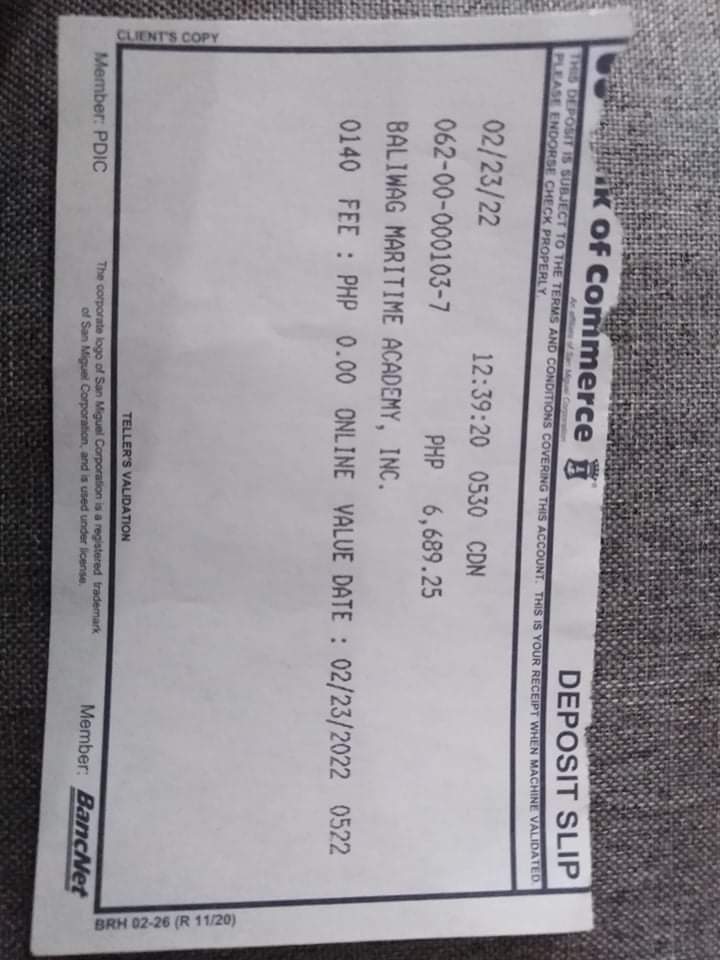 of Commerce
An affiliate of San Miguel Corporation
DEPOSIT SLIP
THIS DEPOSIT IS SUBJECT TO THE TERMS AND CONDITIONS COVERING THIS ACCOUNT. THIS IS YOUR RECEIPT WHEN MACHINE VALIDATED.
PLEASE ENDORSE CHECK PROPERLY.
02/23/22 12:39:20 0530 CDN
062-00-000103-7 PHP 6,689.25
BALIWAG MARITIME ACADEMY, INC.
0140 FEE : PHP 0.00 ONLINE VALUE DATE : 02/23/2022 0522
TELLER'S VALIDATION
CLIENT'S COPY
BRH 02-26 (R 11/20)
Member: PDIC
The corporate logo of San Miguel Corporation is a registered trademark
of San Miguel Corporation, and is used under license.
Member: BancNet